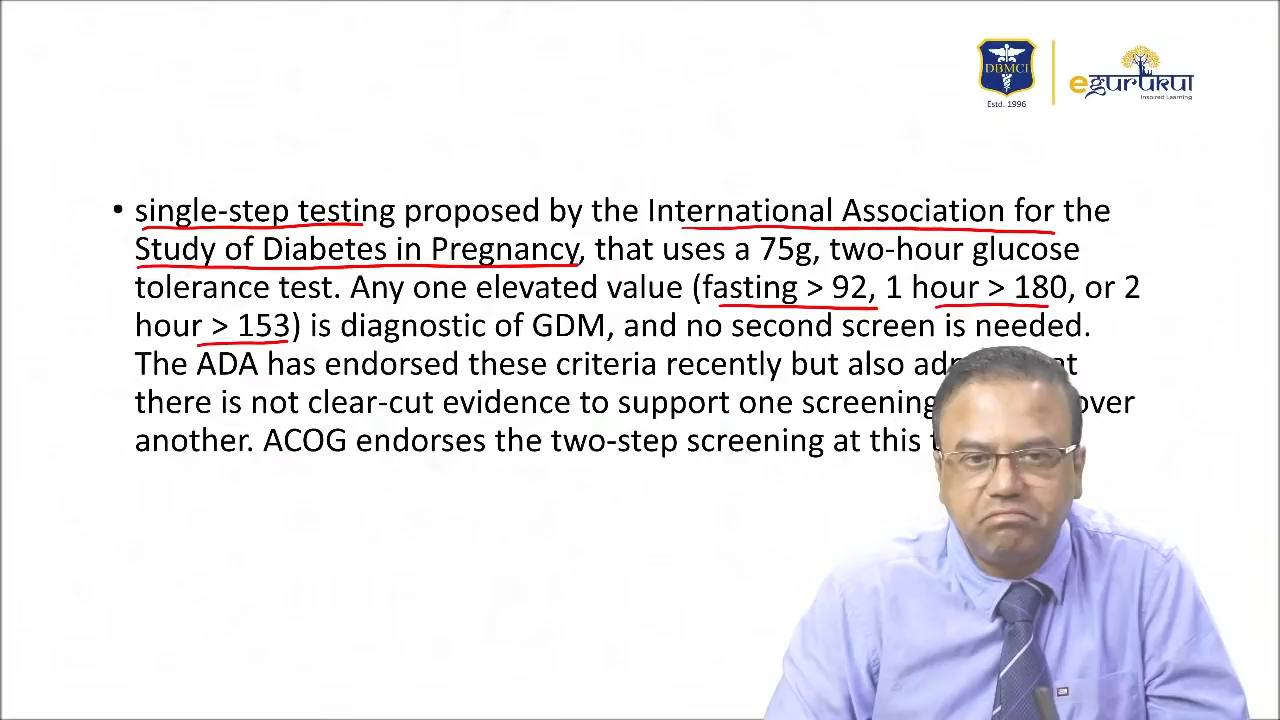 DBMCI
Estd. 1996
egurukul
Inspired Learning
• single-step testing proposed by the International Association for the
Study of Diabetes in Pregnancy, that uses a 75g, two-hour glucose
tolerance test. Any one elevated value (fasting > 92, 1 hour > 180, or 2
hour > 153) is diagnostic of GDM, and no second screen is needed.
The ADA has endorsed these criteria recently but also
there is not clear-cut evidence to support one screening over
another. ACOG endorses the two-step screening at this